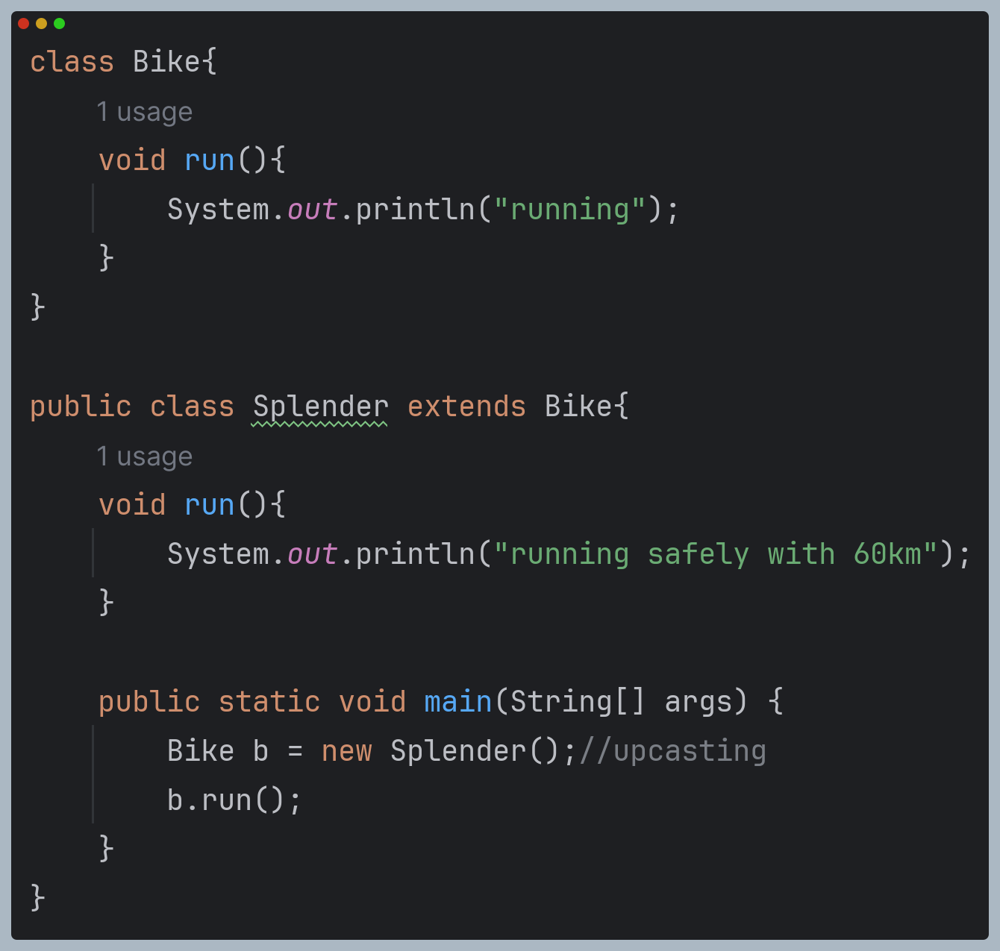 class Bike{
1 usage
void run(){
System.out.println("running");
}
}
public class Splender extends Bike{
1 usage
void run(){
System.out.println("running safely with 60km");
}
public static void main(String[] args) {
Bike b = new Splender();//upcasting
b.run();
}
}